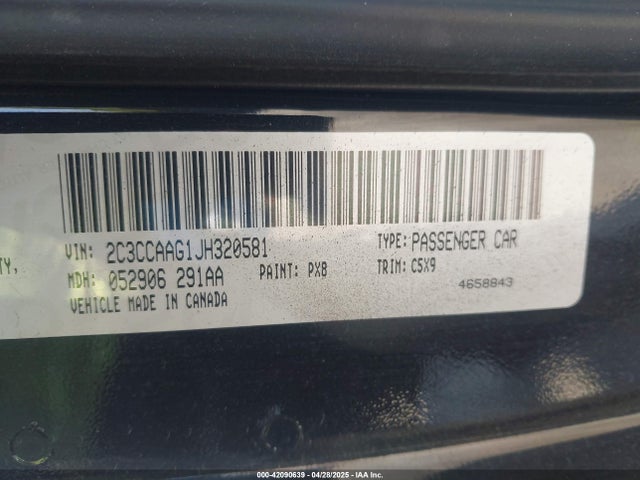 VIN: 2C3CCAAG1JH320581 TYPE: PASSENGER CAR
TY, MDH: 052906 291AA PAINT: PXB TRIM: C5X9
VEHICLE MADE IN CANADA 4658843
000-42090639 - 04/28/2025 - IAA Inc.